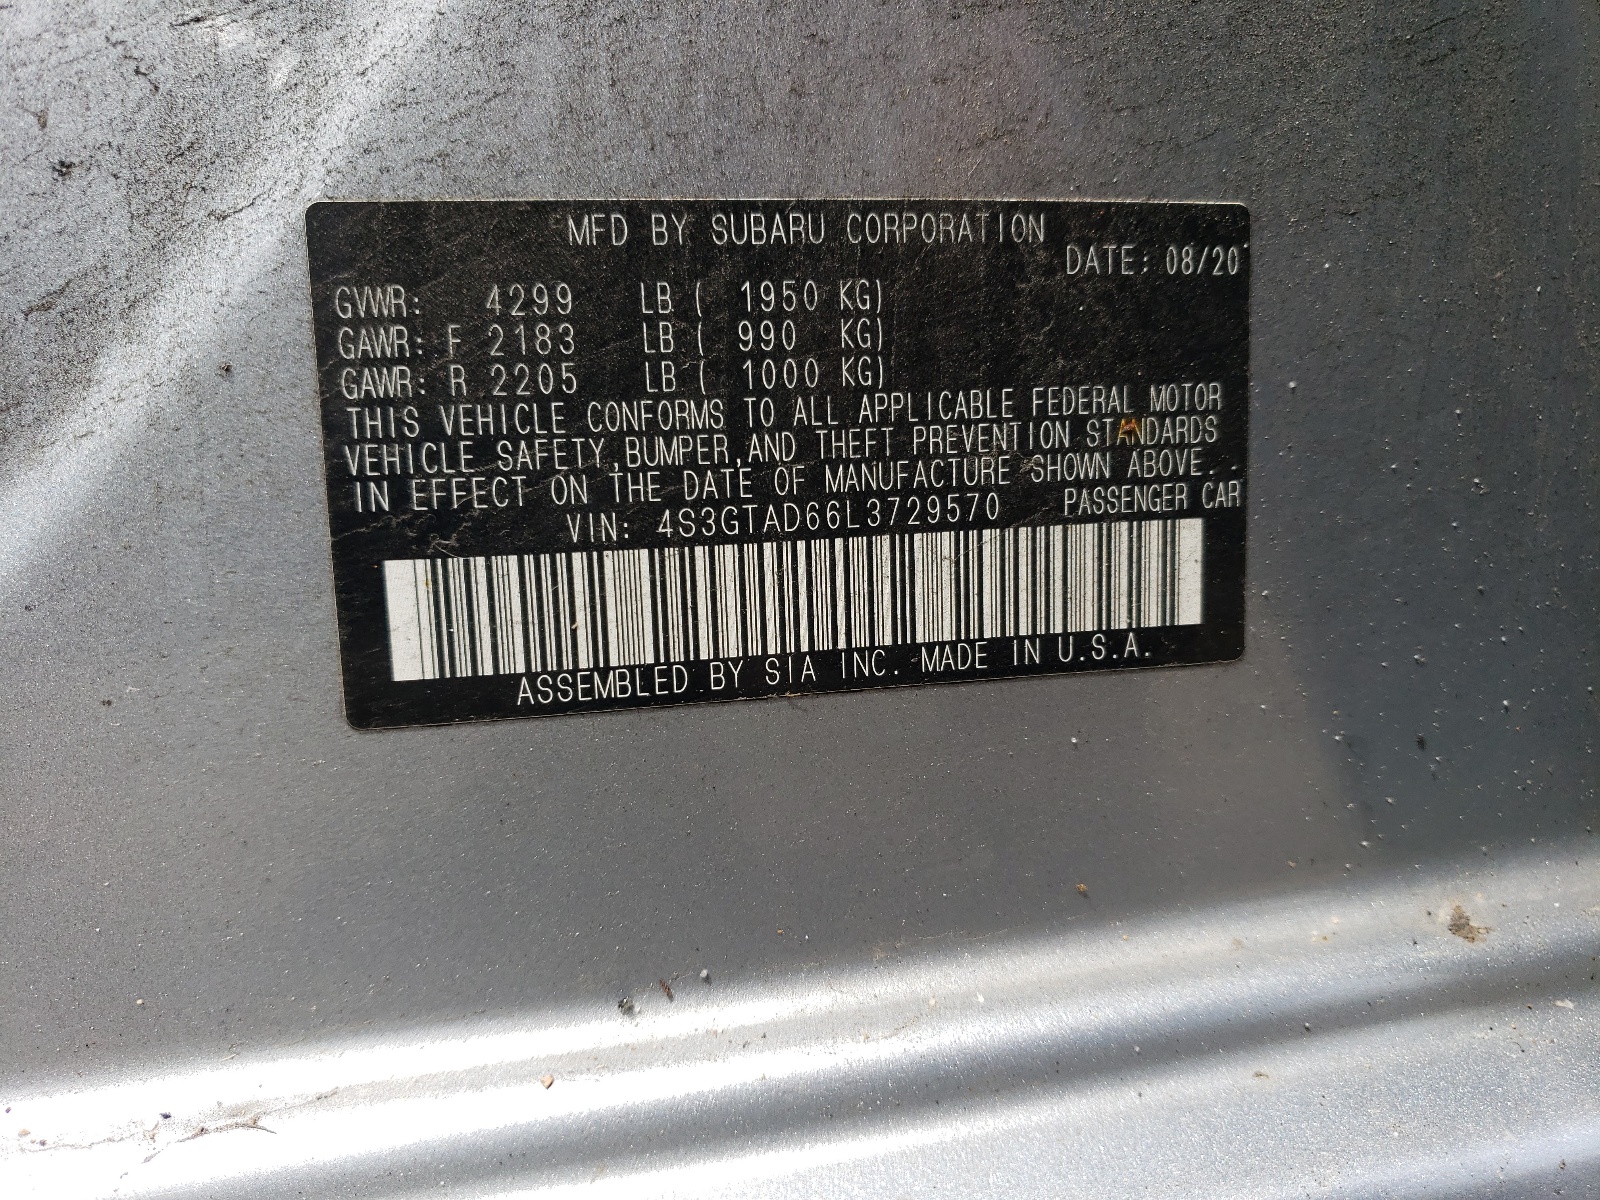 MFD BY SUBARU CORPORATION
DATE: 08/20
GVWR: 4299 LB ( 1950 KG)
GAWR: F 2183 LB ( 990 KG)
GAWR: R 2205 LB ( 1000 KG)
THIS VEHICLE CONFORMS TO ALL APPLICABLE FEDERAL MOTOR
VEHICLE SAFETY,BUMPER,AND THEFT PREVENTION STANDARDS
IN EFFECT ON THE DATE OF MANUFACTURE SHOWN ABOVE.
VIN: 4S3GTAD66L3729570 PASSENGER CAR
ASSEMBLED BY SIA INC. MADE IN U.S.A.